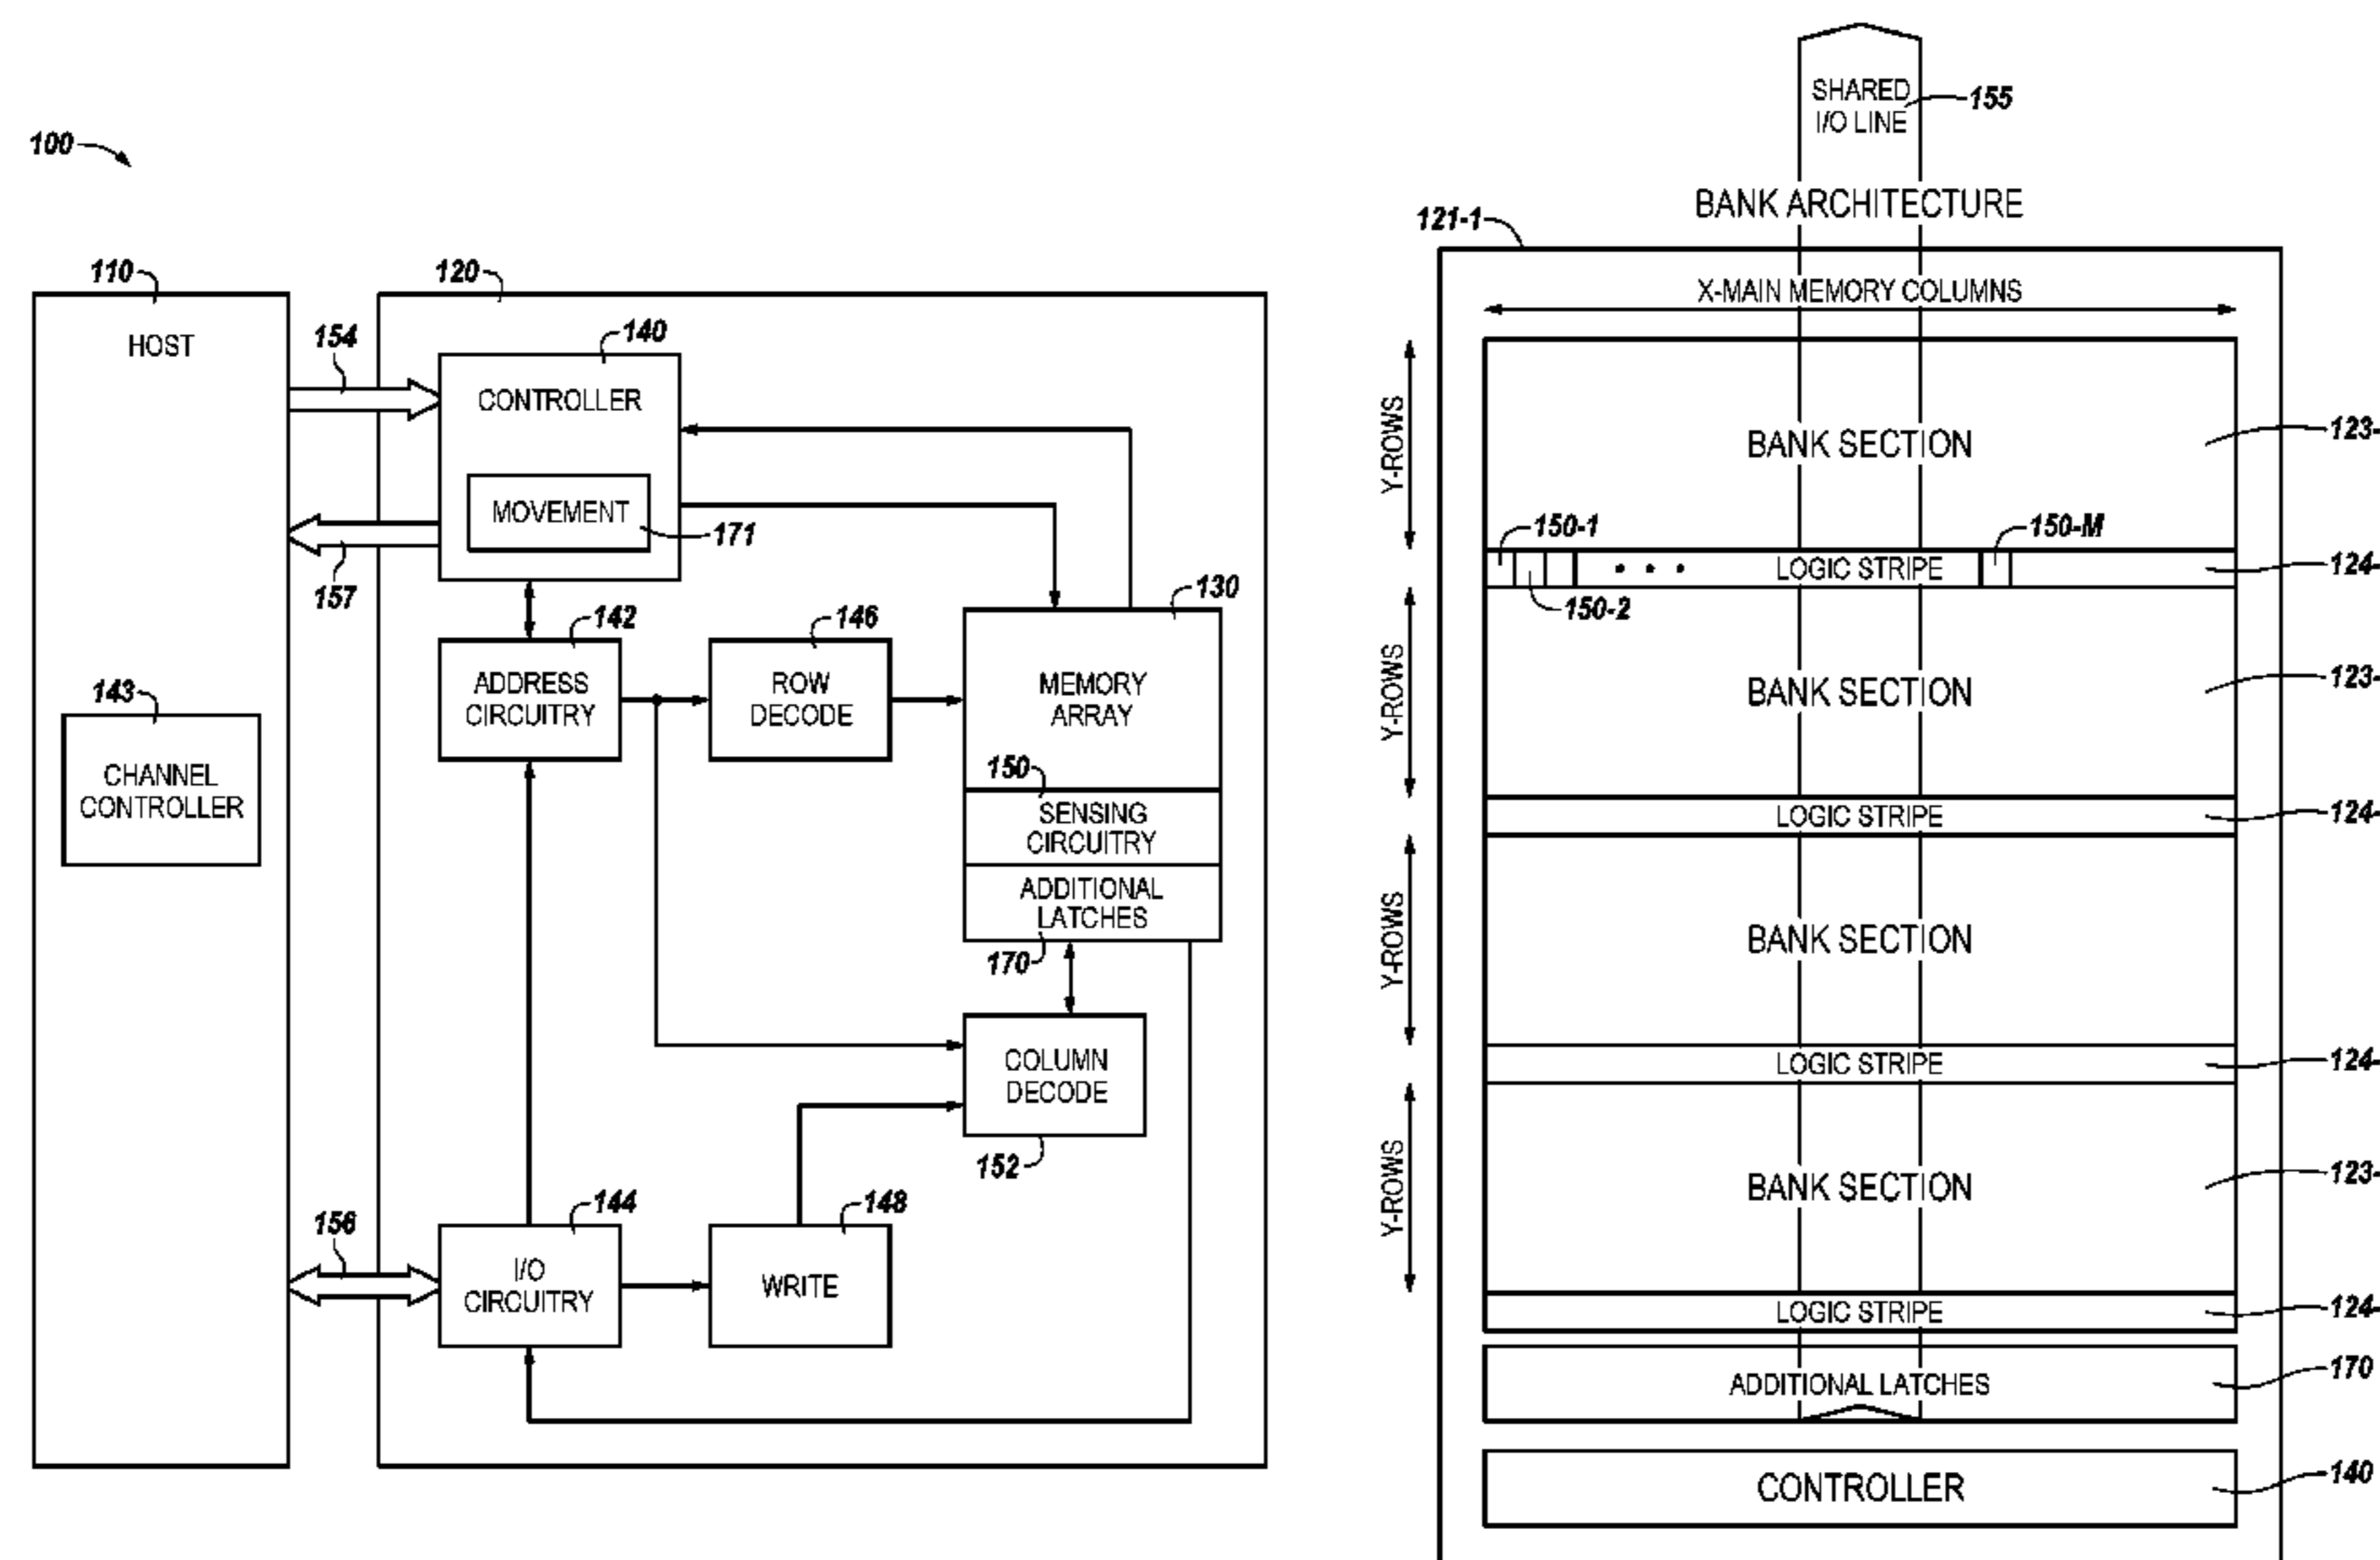 100
110
HOST
143
CHANNEL
CONTROLLER
154
157
156
120
140
CONTROLLER
MOVEMENT
171
142
ADDRESS
CIRCUITRY
146
ROW
DECODE
130
MEMORY
ARRAY
150
SENSING
CIRCUITRY
ADDITIONAL
LATCHES
170
COLUMN
DECODE
152
144
I/O
CIRCUITRY
148
WRITE
SHARED
I/O LINE
155
BANK ARCHITECTURE
121-1
X-MAIN MEMORY COLUMNS
Y-ROWS
BANK SECTION
123-
150-1
150-2
150-M
LOGIC STRIPE
124-
Y-ROWS
BANK SECTION
123-
LOGIC STRIPE
124-
Y-ROWS
BANK SECTION
LOGIC STRIPE
124-
Y-ROWS
BANK SECTION
123-
LOGIC STRIPE
124-
ADDITIONAL LATCHES
170
CONTROLLER
140